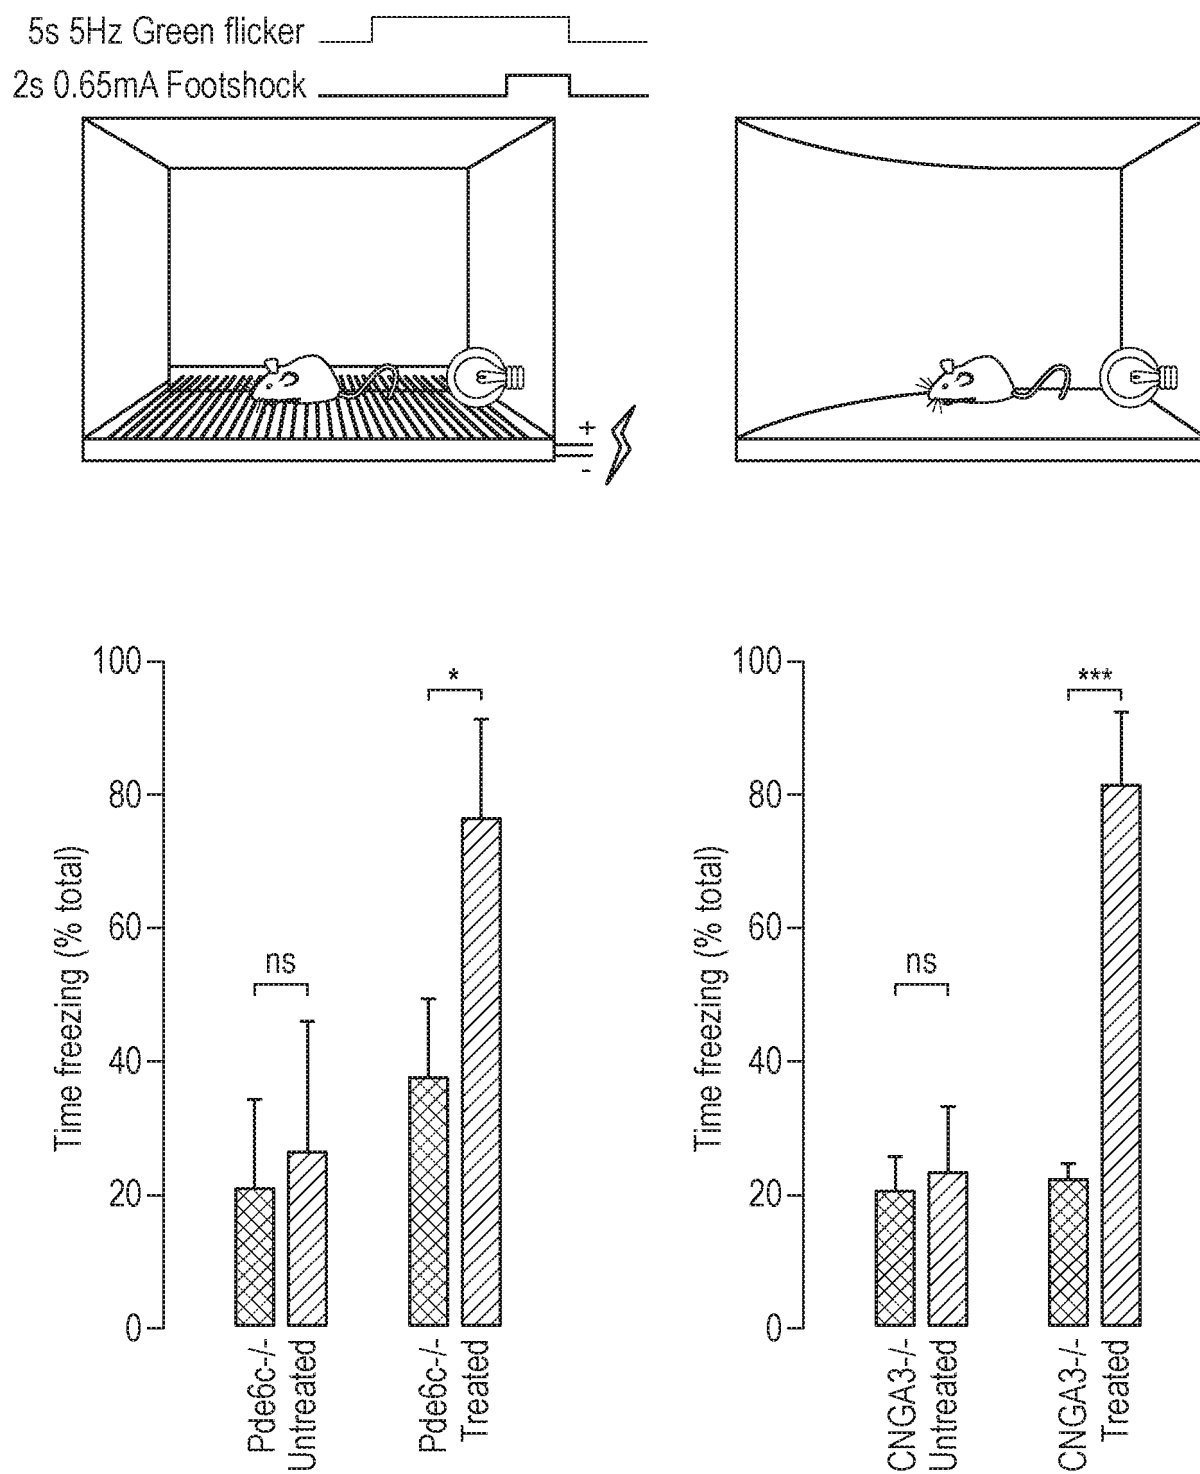 5s 5Hz Green flicker
2s 0.65mA Footshock
+
-
100
80
60
40
20
0
Time freezing (% total)
ns
*
Pde6c-/-
Untreated
Pde6c-/-
Treated
100
80
60
40
20
0
Time freezing (% total)
ns
***
CNGA3-/-
Untreated
CNGA3-/-
Treated